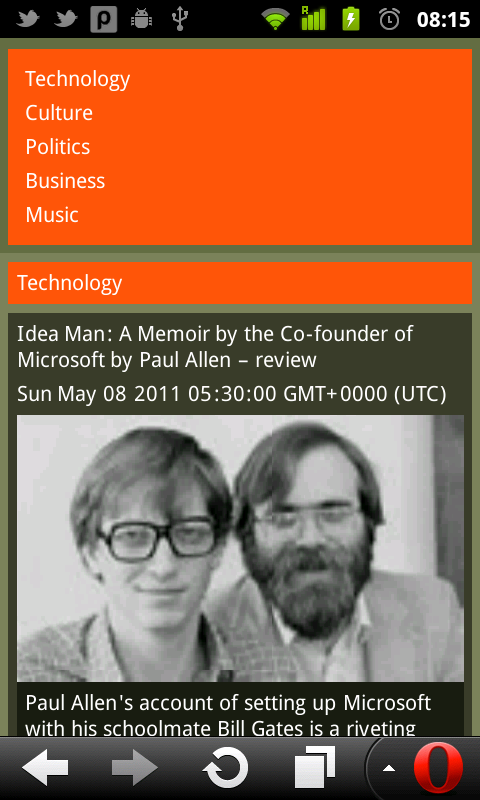 08:15
Technology
Culture
Politics
Business
Music
Technology
Idea Man: A Memoir by the Co-founder of
Microsoft by Paul Allen – review
Sun May 08 2011 05:30:00 GMT+0000 (UTC)
Paul Allen's account of setting up Microsoft
with his schoolmate Bill Gates is a riveting